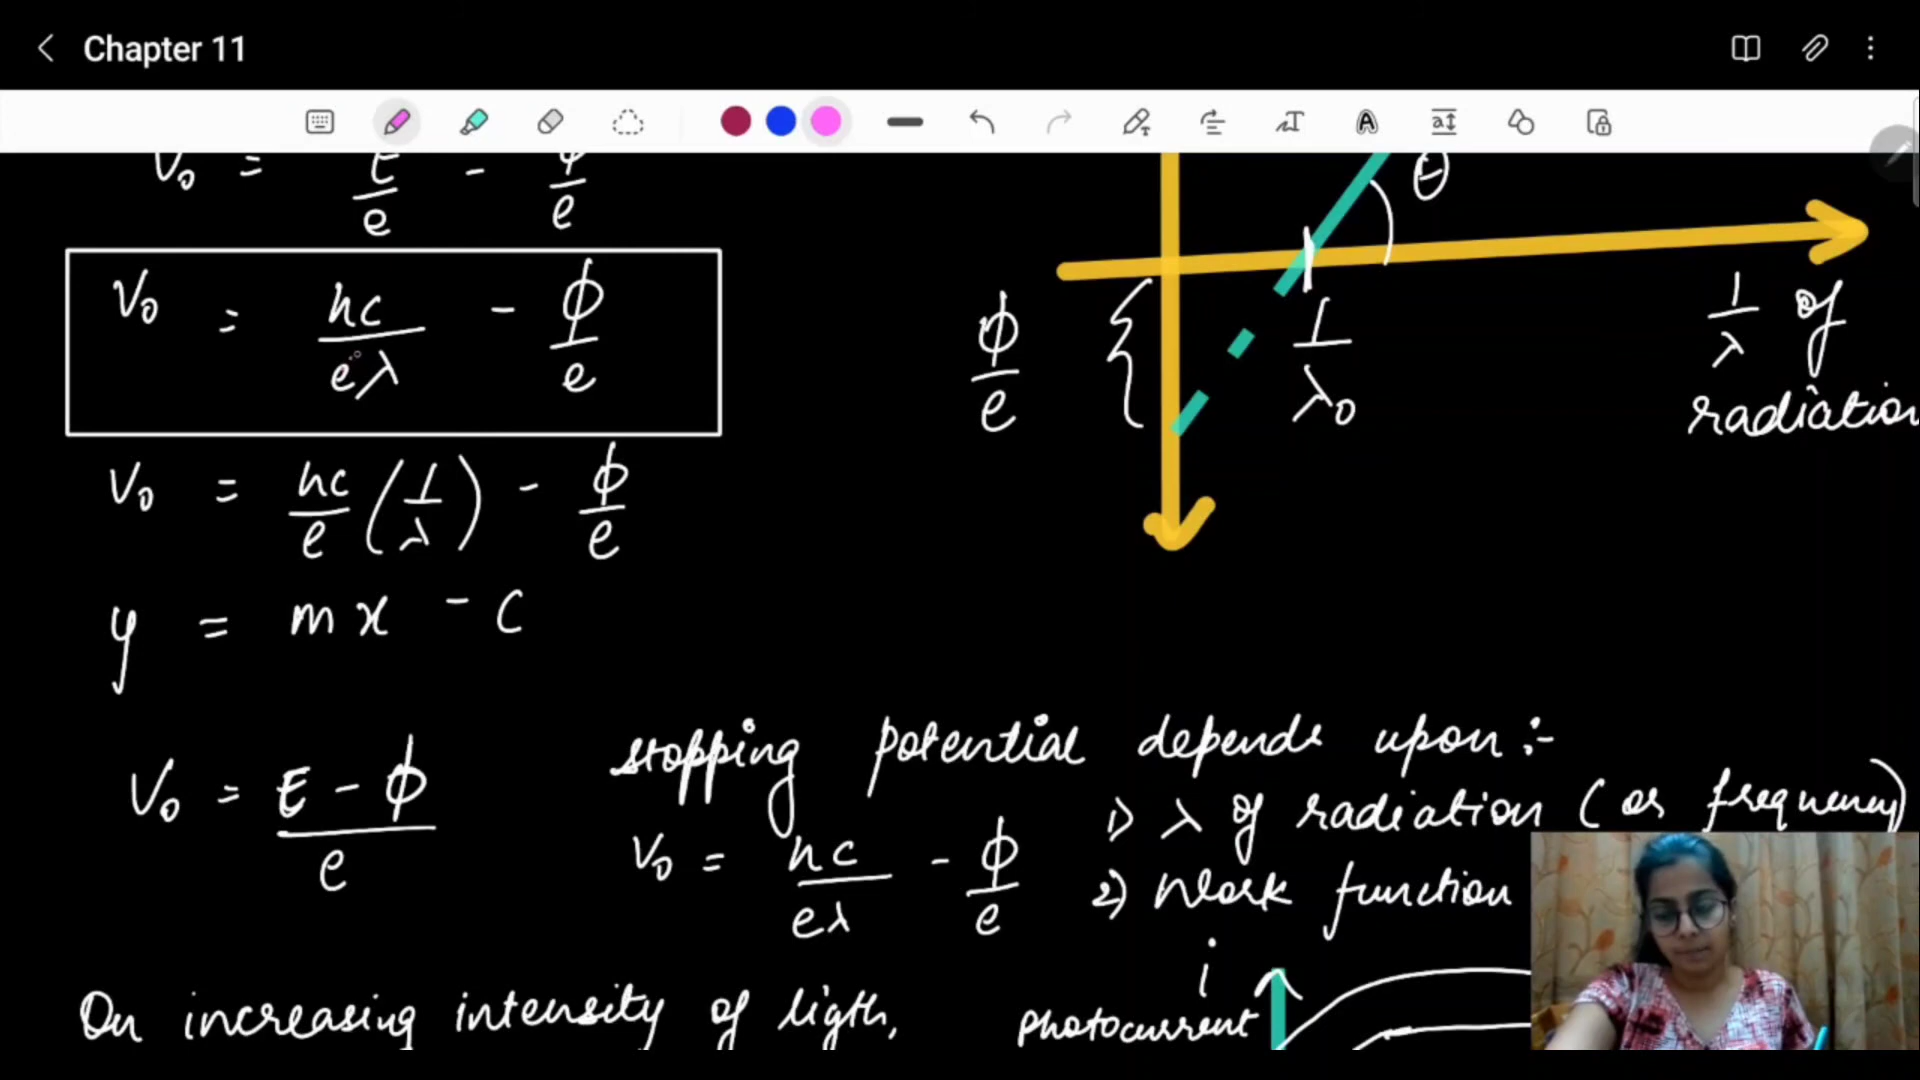 Chapter 11
V₀ = E/e - ϕ/e
V₀ = hc/eλ - ϕ/e
V₀ = hc/e (1/λ) - ϕ/e
y = mx - C
θ
ϕ/e
1/λ₀
1/λ of
radiation
V₀ = E - ϕ/e
stopping potential depends upon :-
1) λ of radiation (or frequency)
V₀ = hc/eλ - ϕ/e
2) Work function
On increasing intensity of ligth,
i
photocurrent